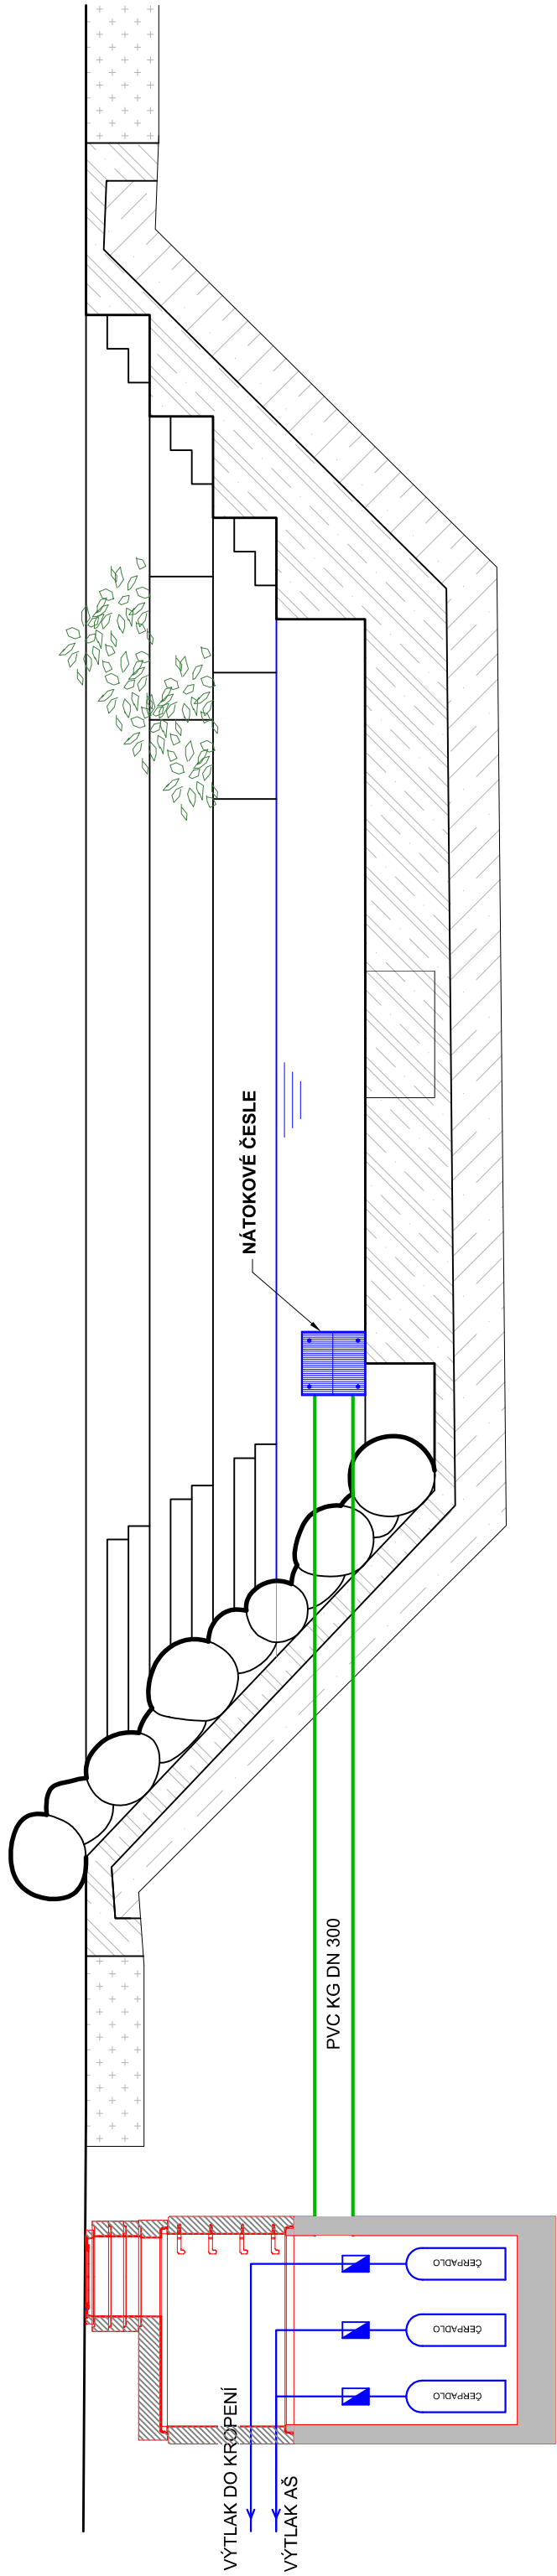 NÁTOKOVÉ ČESLE
PVC KG DN 300
ČERPADLO
ČERPADLO
ČERPADLO
VÝTLAK DO KROPENÍ
VÝTLAK AŠ